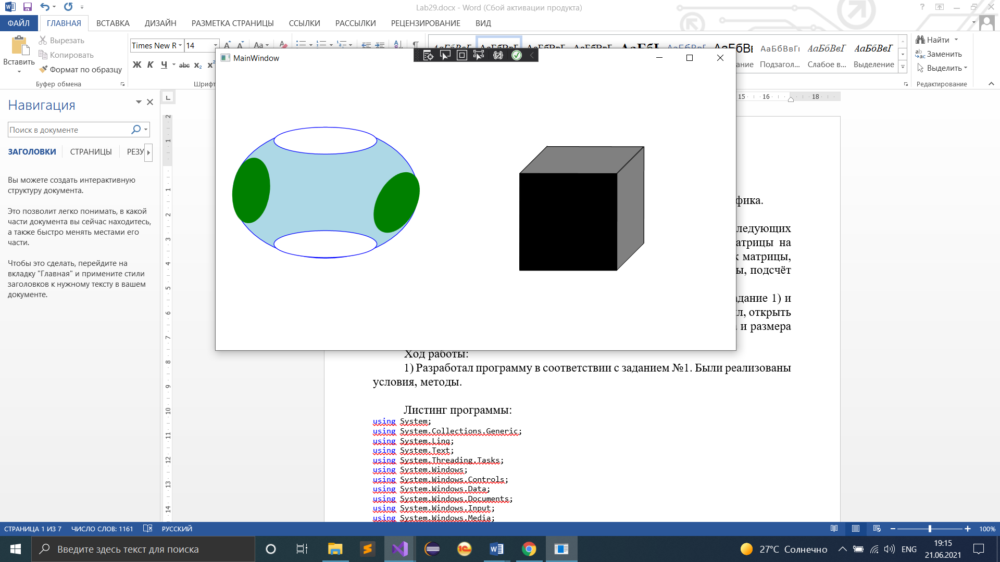 Lab29.docx - Word (Сбой активации продукта)
ФАЙЛ ГЛАВНАЯ ВСТАВКА ДИЗАЙН РАЗМЕТКА СТРАНИЦЫ ССЫЛКИ РАССЫЛКИ РЕЦЕНЗИРОВАНИЕ ВИД
Вставить
Вырезать
Копировать
Формат по образцу
Буфер обмена
Times New R 14
Ж К Ч abc x₂ x²
Шрифт
Подзагол... Слабое в... Выделение
Найти
Заменить
Выделить
Редактирование
MainWindow
Навигация
Поиск в документе
ЗАГОЛОВКИ СТРАНИЦЫ РЕЗУ
Вы можете создать интерактивную
структуру документа.
Это позволит легко понимать, в какой
части документа вы сейчас находитесь,
а также быстро менять местами его
части.
Чтобы это сделать, перейдите на
вкладку "Главная" и примените стили
заголовков к нужному тексту в вашем
документе.
15 16 18
фика.
ледующих
атрицы на
к матрицы,
ы, подсчёт
адание 1) и
л, открыть
и размера
Ход работы:
1) Разработал программу в соответствии с заданием №1. Были реализованы
условия, методы.
Листинг программы:
using System;
using System.Collections.Generic;
using System.Linq;
using System.Text;
using System.Threading.Tasks;
using System.Windows;
using System.Windows.Controls;
using System.Windows.Data;
using System.Windows.Documents;
using System.Windows.Input;
using System.Windows.Media;
СТРАНИЦА 1 ИЗ 7 ЧИСЛО СЛОВ: 1161 РУССКИЙ
100%
Введите здесь текст для поиска
27°C Солнечно
ENG
19:15
21.06.2021